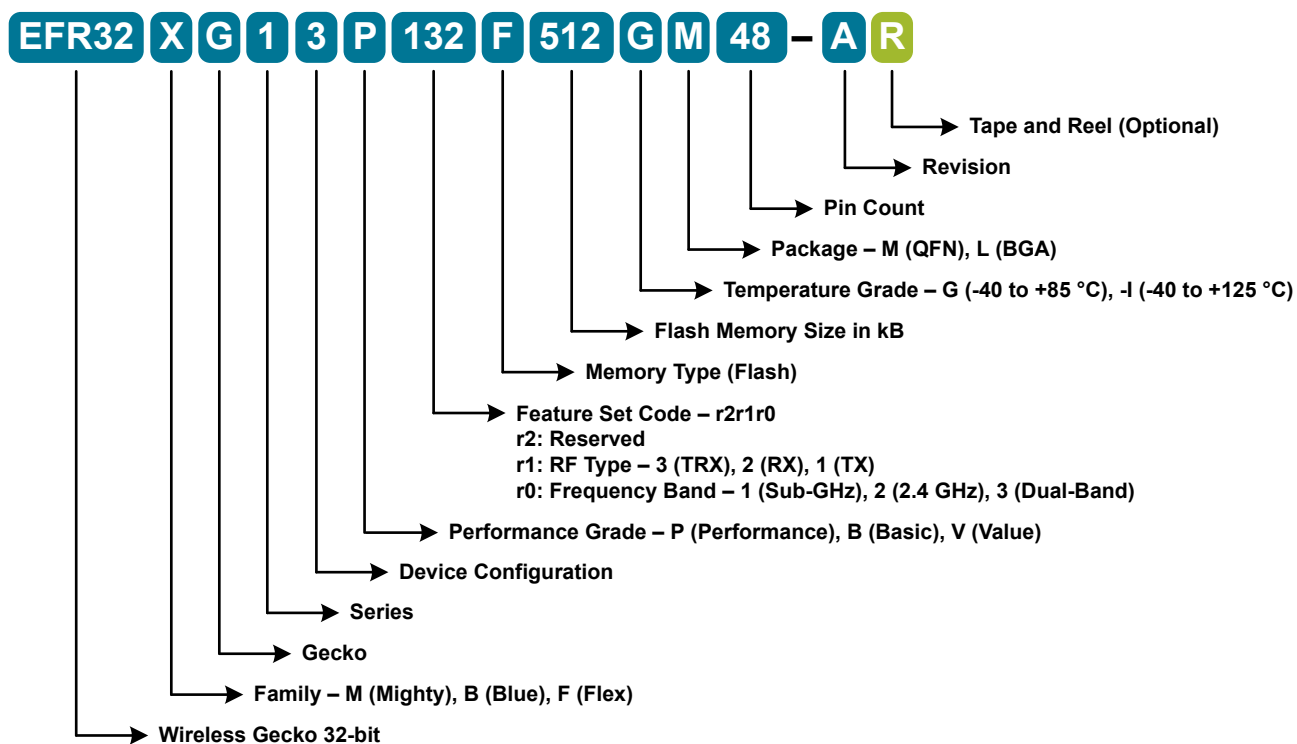 EFR32 X G 1 3 P 132 F 512 G M 48 – A R
Tape and Reel (Optional)
Revision
Pin Count
Package – M (QFN), L (BGA)
Temperature Grade – G (-40 to +85 °C), -I (-40 to +125 °C)
Flash Memory Size in kB
Memory Type (Flash)
Feature Set Code – r2r1r0
r2: Reserved
r1: RF Type – 3 (TRX), 2 (RX), 1 (TX)
r0: Frequency Band – 1 (Sub-GHz), 2 (2.4 GHz), 3 (Dual-Band)
Performance Grade – P (Performance), B (Basic), V (Value)
Device Configuration
Series
Gecko
Family – M (Mighty), B (Blue), F (Flex)
Wireless Gecko 32-bit